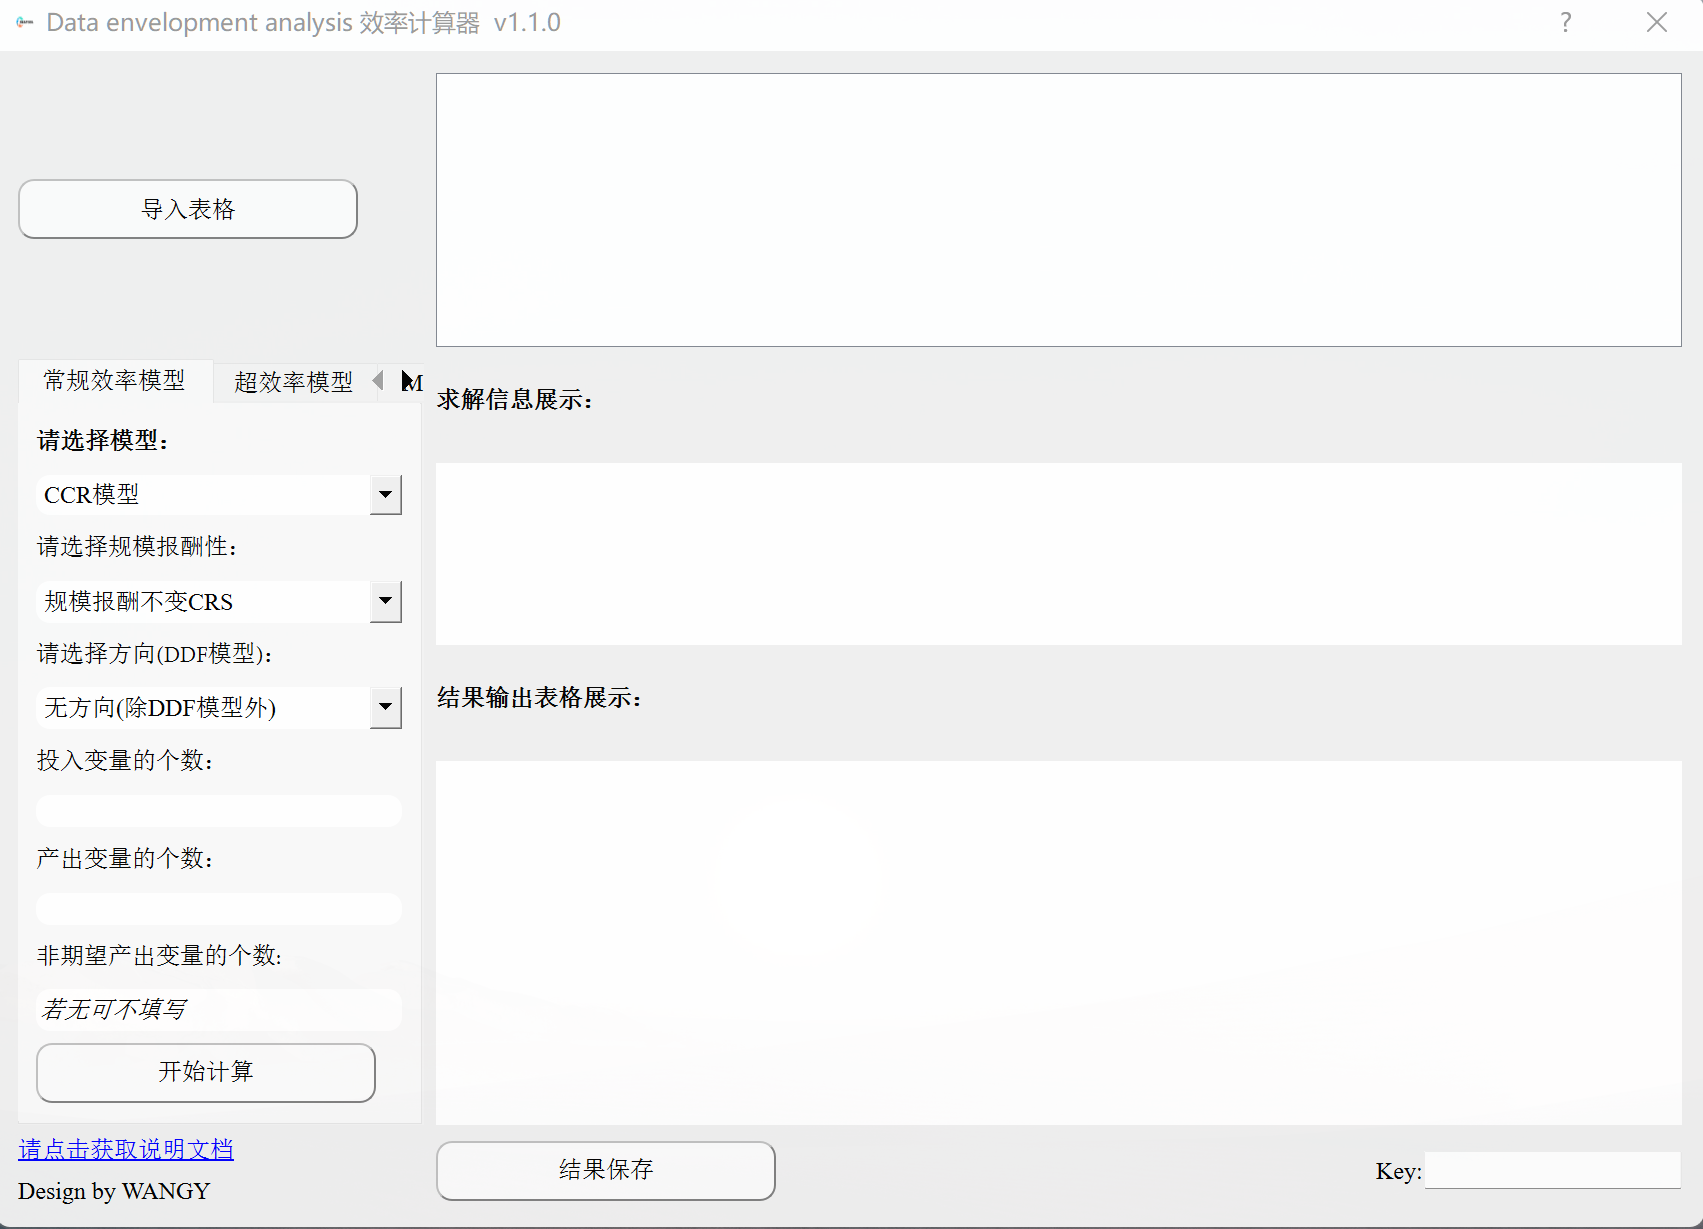 Data envelopment analysis 效率计算器 v1.1.0
导入表格
常规效率模型
超效率模型
M
求解信息展示：
请选择模型：
CCR模型
请选择规模报酬性：
规模报酬不变CRS
请选择方向(DDF模型)：
无方向(除DDF模型外)
结果输出表格展示：
投入变量的个数：
产出变量的个数：
非期望产出变量的个数:
若无可不填写
开始计算
请点击获取说明文档
结果保存
Key:
Design by WANGY